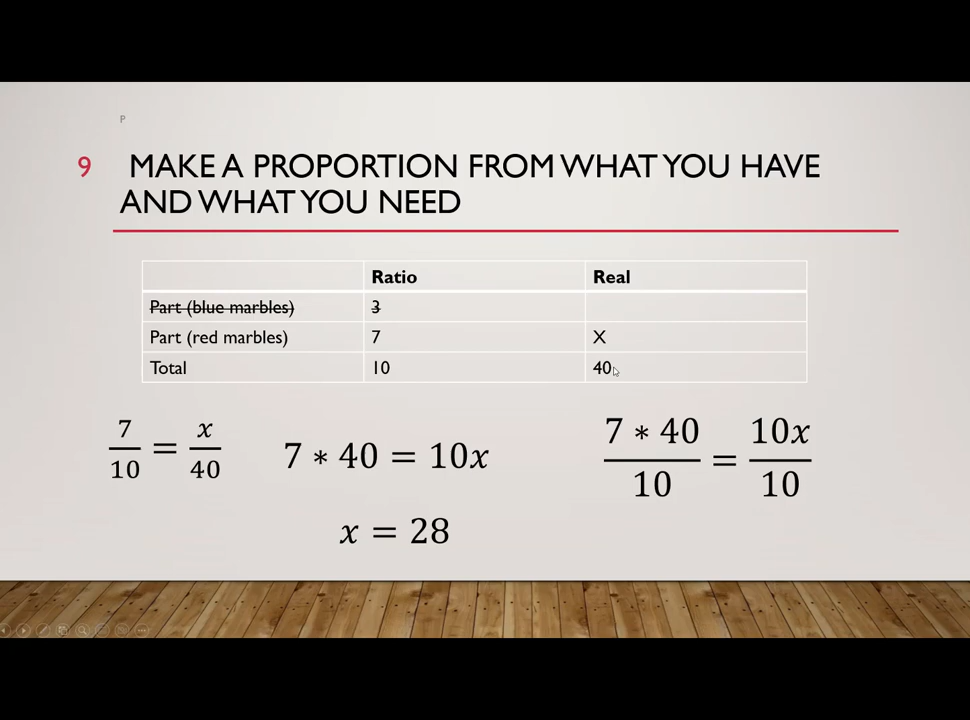 P
9 MAKE A PROPORTION FROM WHAT YOU HAVE
AND WHAT YOU NEED
Ratio Real
Part (blue marbles) 3
Part (red marbles) 7 X
Total 10 40
7/10 = x/40
7 * 40 = 10x
(7 * 40)/10 = 10x/10
x = 28